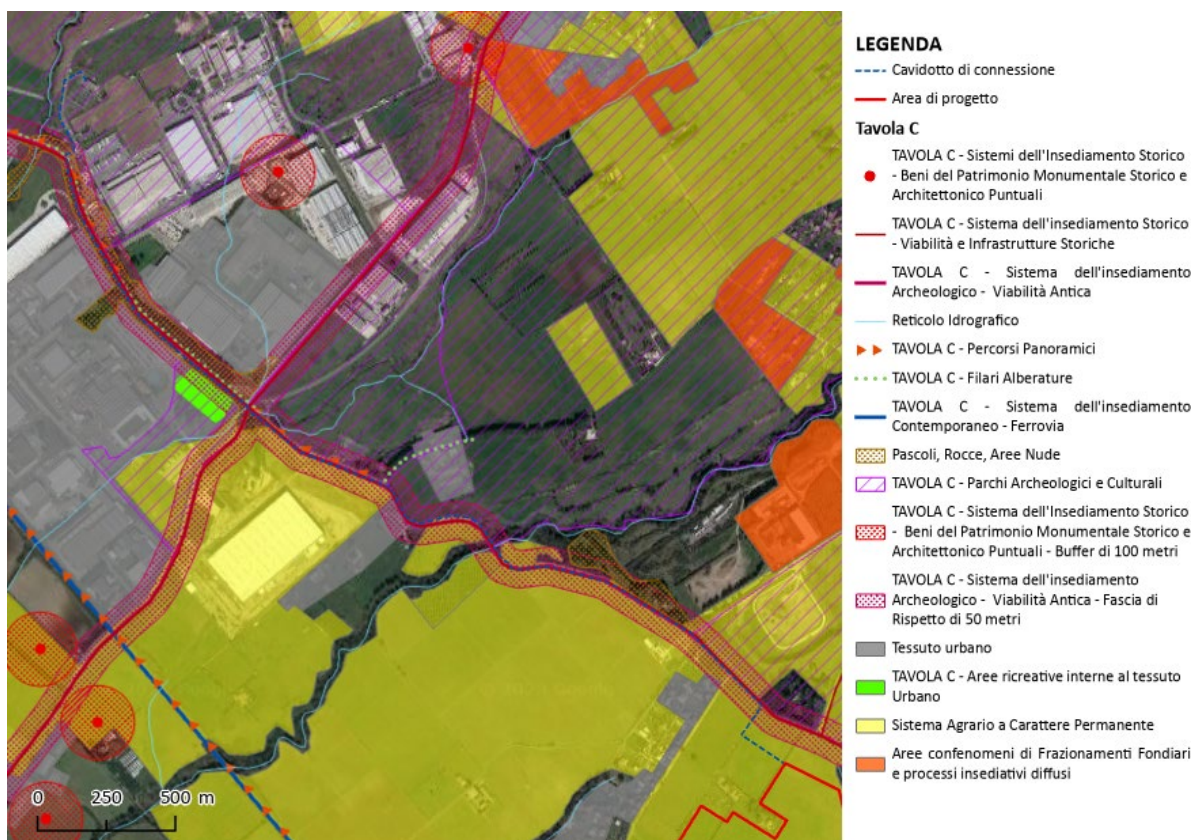 LEGENDA
Cavidotto di connessione
Area di progetto
Tavola C
TAVOLA C - Sistemi dell'Insediamento Storico
- Beni del Patrimonio Monumentale Storico e
Architettonico Puntuali
TAVOLA C - Sistema dell'insediamento Storico
- Viabilità e Infrastrutture Storiche
TAVOLA C - Sistema dell'insediamento
Archeologico - Viabilità Antica
Reticolo Idrografico
TAVOLA C - Percorsi Panoramici
TAVOLA C - Filari Alberature
TAVOLA C - Sistema dell'insediamento
Contemporaneo - Ferrovia
Pascoli, Rocce, Aree Nude
TAVOLA C - Parchi Archeologici e Culturali
TAVOLA C - Sistema dell'insediamento Storico
- Beni del Patrimonio Monumentale Storico e
Architettonico Puntuali - Buffer di 100 metri
TAVOLA C - Sistema dell'insediamento
Archeologico - Viabilità Antica - Fascia di
Rispetto di 50 metri
Tessuto urbano
TAVOLA C - Aree ricreative interne al tessuto
Urbano
Sistema Agrario a Carattere Permanente
Aree confenomeni di Frazionamenti Fondiari
e processi insediativi diffusi
0 250 500 m